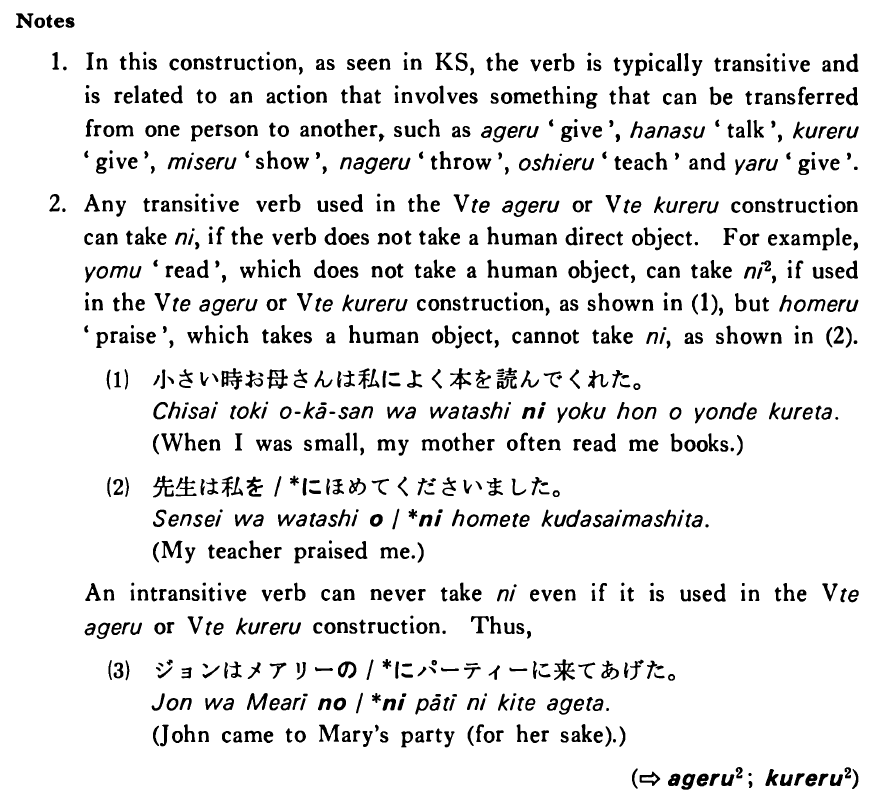 Notes
1. In this construction, as seen in KS, the verb is typically transitive and
is related to an action that involves something that can be transferred
from one person to another, such as ageru ‘give’, hanasu ‘talk’, kureru
‘give’, miseru ‘show’, nageru ‘throw’, oshieru ‘teach’ and yaru ‘give’.
2. Any transitive verb used in the Vte ageru or Vte kureru construction
can take ni, if the verb does not take a human direct object. For example,
yomu ‘read’, which does not take a human object, can take ni², if used
in the Vte ageru or Vte kureru construction, as shown in (1), but homeru
‘praise’, which takes a human object, cannot take ni, as shown in (2).
(1) 小さい時お母さんは私によく本を読んでくれた。
Chisai toki o-kā-san wa watashi ni yoku hon o yonde kureta.
(When I was small, my mother often read me books.)
(2) 先生は私を / *にほめてくださいました。
Sensei wa watashi o / *ni homete kudasaimashita.
(My teacher praised me.)
An intransitive verb can never take ni even if it is used in the Vte
ageru or Vte kureru construction. Thus,
(3) ジョンはメアリーの / *にパーティーに来てあげた。
Jon wa Mearī no / *ni pātī ni kite ageta.
(John came to Mary’s party (for her sake).)
(⇨ ageru²; kureru²)